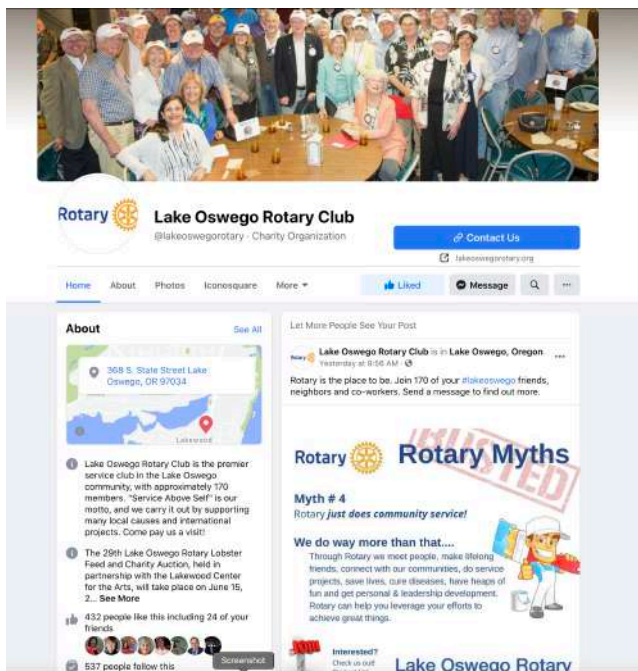 Rotary
Lake Oswego Rotary Club
@lakeoswegorotary · Charity Organization
Contact Us
lakeoswegorotary.org
Home About Photos Iconosquare More
Liked Message
About See All
368 S. State Street Lake
Oswego, OR 97034
Lakewood
Lake Oswego Rotary Club is the premier
service club in the Lake Oswego
community, with approximately 170
members. "Service Above Self" is our
motto, and we carry it out by supporting
many local causes and international
projects. Come pay us a visit!
The 29th Lake Oswego Rotary Lobster
Feed and Charity Auction, held in
partnership with the Lakewood Center
for the Arts, will take place on June 15,
2... See More
432 people like this including 24 of your
friends
537 people follow this
Screenshot
Let More People See Your Post
Lake Oswego Rotary Club is in Lake Oswego, Oregon.
Yesterday at 8:56 AM ·
Rotary is the place to be. Join 170 of your #lakeoswego friends,
neighbors and co-workers. Send a message to find out more.
Rotary
BUSTED
Rotary Myths
Myth # 4
Rotary just does community service!
We do way more than that....
Through Rotary we meet people, make lifelong
friends, connect with our communities, do service
projects, save lives, cure diseases, have heaps of
fun and get personal & leadership development.
Rotary can help you leverage your efforts to
achieve great things.
JOIN
Interested?
Check us out!
Lake Oswego Rotary